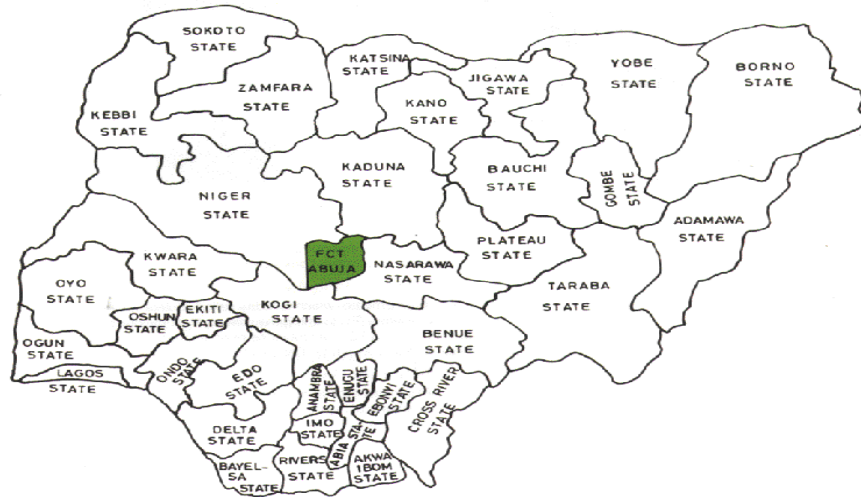 SOKOTO
STATE
KATSINA
STATE
YOBE
STATE
BORNO
STATE
JIGAWA
STATE
ZAMFARA
STATE
KANO
STATE
KEBBI
STATE
KADUNA
STATE
BAUCHI
STATE
GOMBE
STATE
NIGER
STATE
ADAMAWA
STATE
PLATEAU
STATE
FCT
ABUJA
NASARAWA
STATE
KWARA
STATE
TARABA
STATE
OYO
STATE
OSHUN
STATE
EKITI
STATE
KOGI
STATE
BENUE
STATE
OGUN
STATE
LAGOS
STATE
ONDO
STATE
EDO
STATE
ANAMBRA
STATE
ENUGU
STATE
EBONYI
STATE
CROSS RIVER
STATE
DELTA
STATE
IMO
STATE
ABIA STA-
TE
BAYEL-
SA STATE
RIVERS
STATE
AKWA
IBOM
STATE